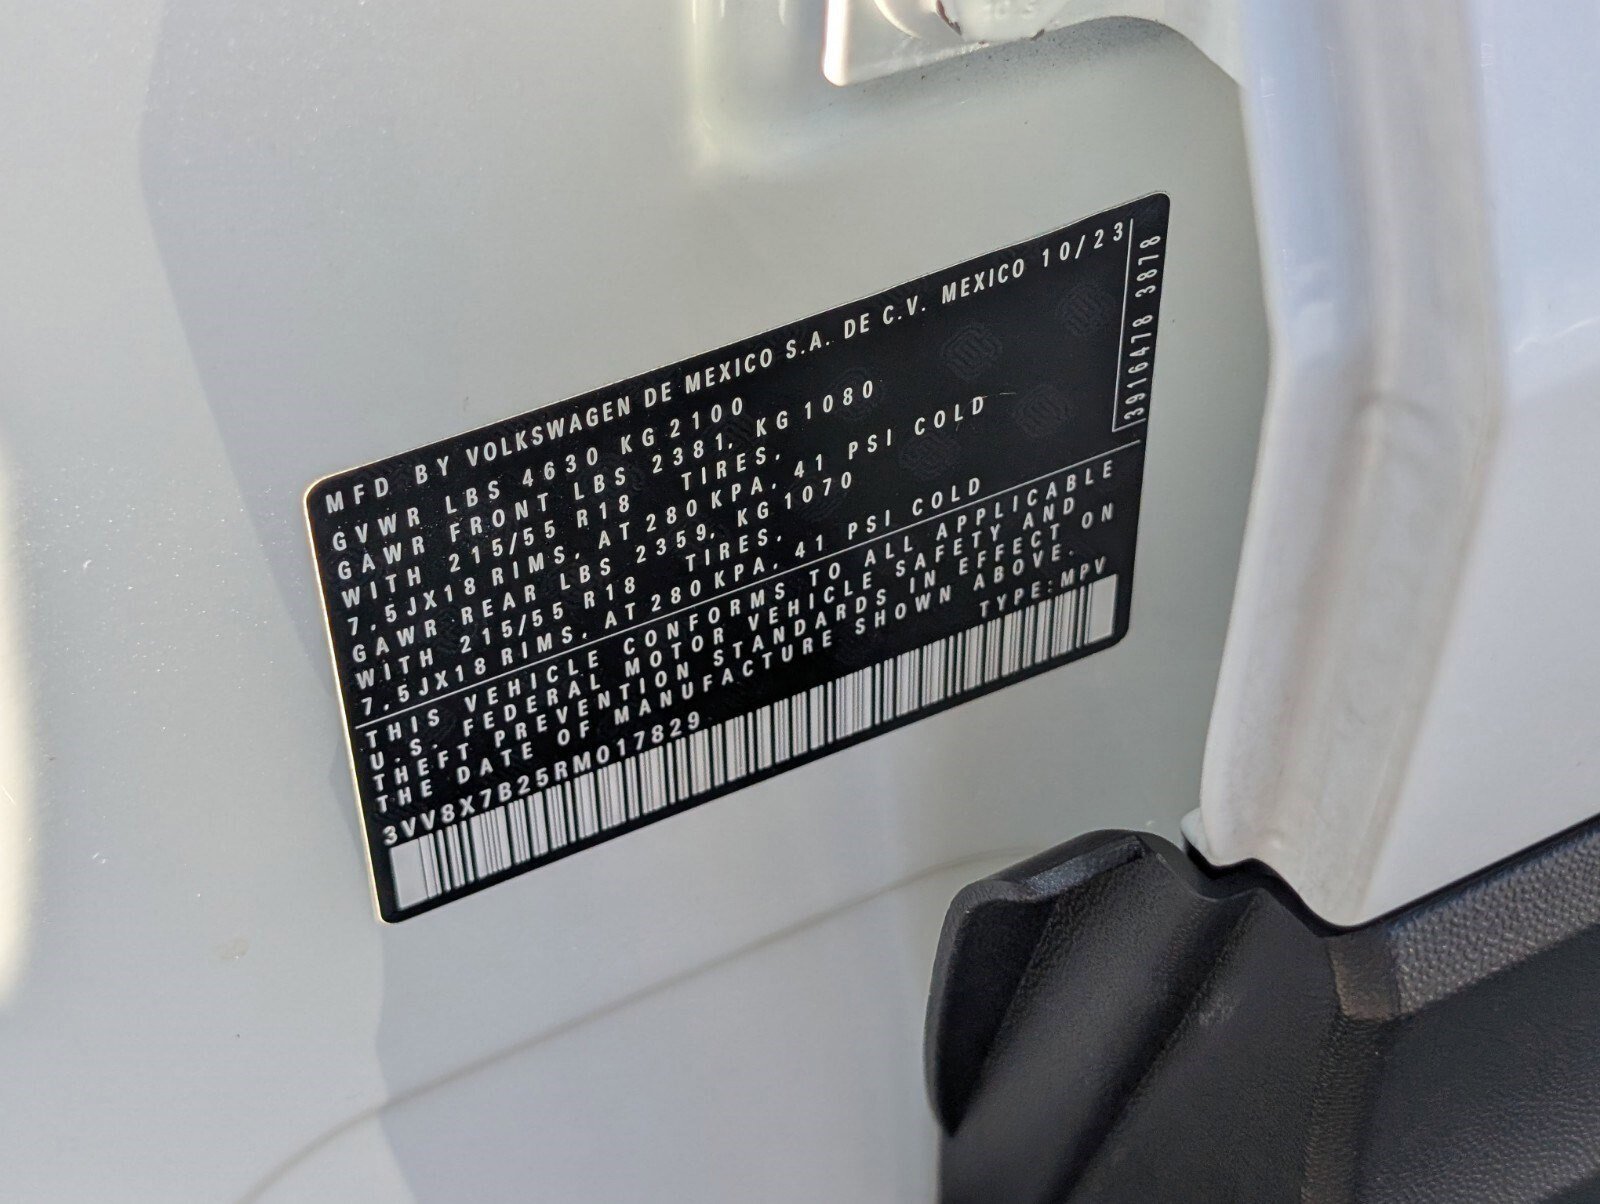 MFD BY VOLKSWAGEN DE MEXICO S.A. DE C.V. MEXICO 10/23
GVWR LBS 4630 KG 2100
GAWR FRONT LBS 2381, KG 1080
WITH 215/55 R18 TIRES,
7,5JX18 RIMS, AT 280 KPA, 41 PSI COLD
GAWR REAR LBS 2359, KG 1070
WITH 215/55 R18 TIRES,
7,5JX18 RIMS, AT 280 KPA, 41 PSI COLD
THIS VEHICLE CONFORMS TO ALL APPLICABLE
U.S. FEDERAL MOTOR VEHICLE SAFETY AND
THEFT PREVENTION STANDARDS IN EFFECT ON
THE DATE OF MANUFACTURE SHOWN ABOVE.
3VV8X7B25RM017829 TYPE: MPV
3916478 3878